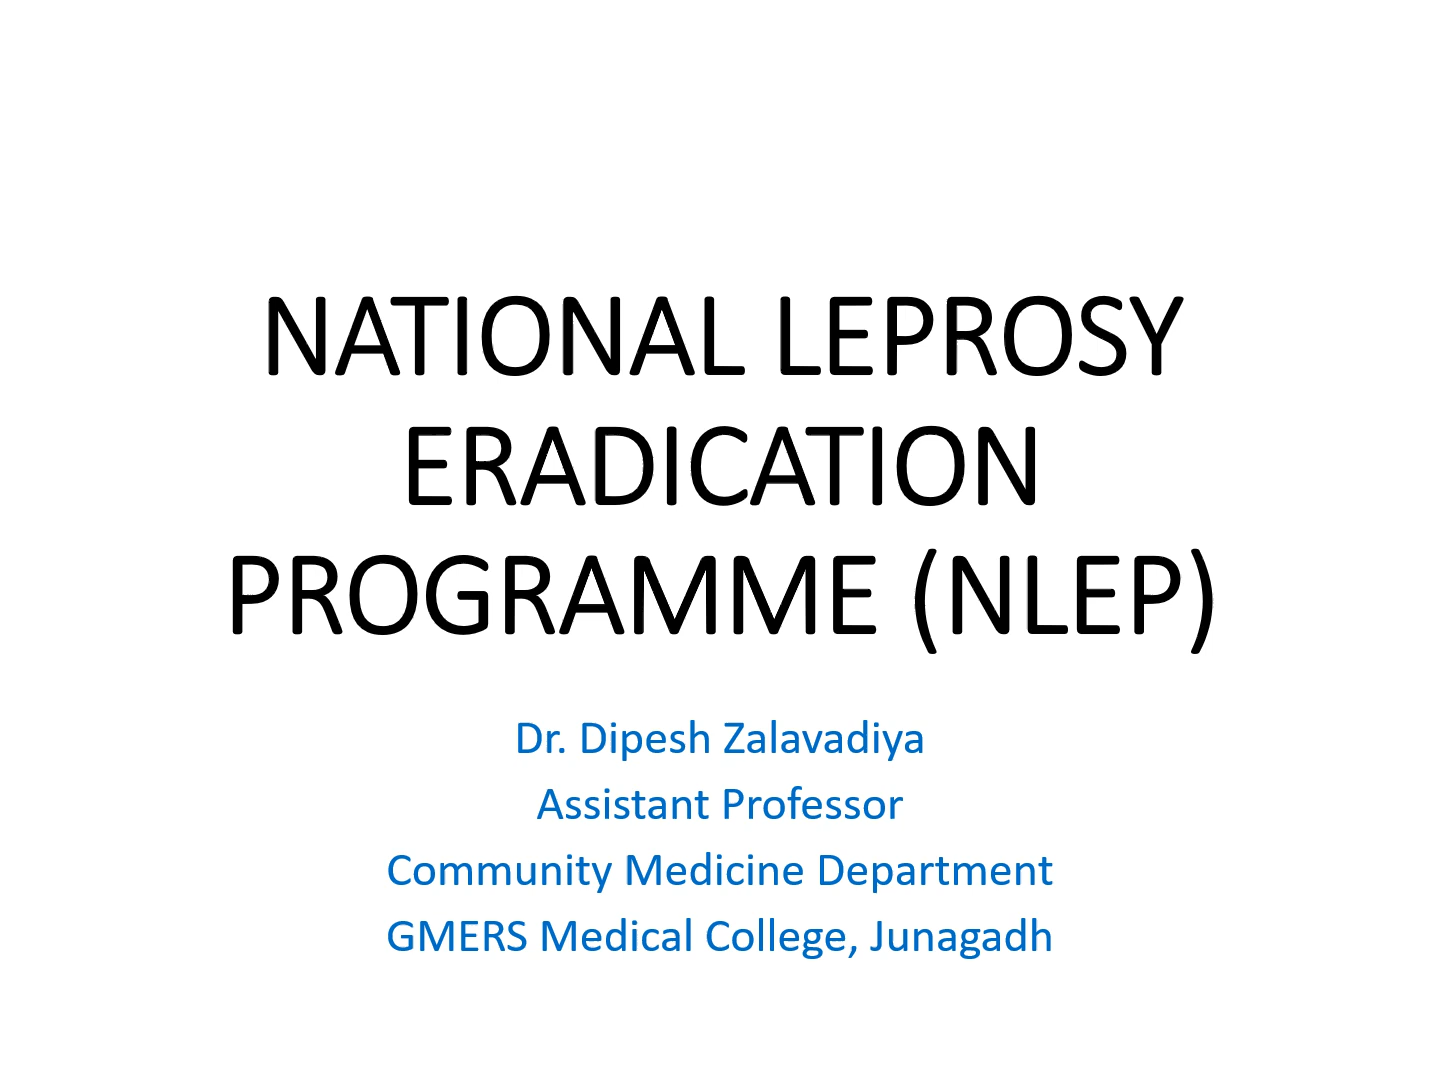 NATIONAL LEPROSY
ERADICATION
PROGRAMME (NLEP)
Dr. Dipesh Zalavadiya
Assistant Professor
Community Medicine Department
GMERS Medical College, Junagadh